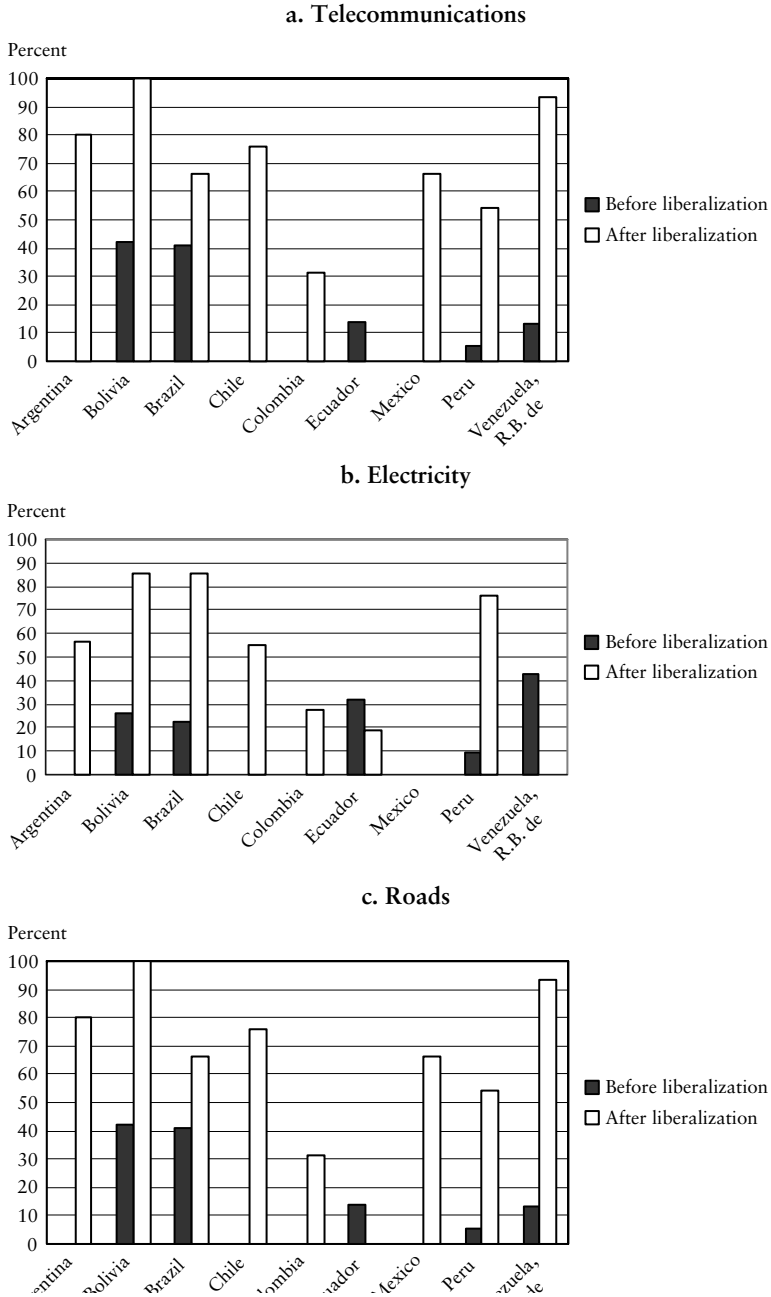 a. Telecommunications
Percent
100
90
80
70
60
50
40
30
20
10
0
Before liberalization
After liberalization
Argentina
Bolivia
Brazil
Chile
Colombia
Ecuador
Mexico
Peru
Venezuela,
R.B. de
b. Electricity
Percent
100
90
80
70
60
50
40
30
20
10
0
Before liberalization
After liberalization
Argentina
Bolivia
Brazil
Chile
Colombia
Ecuador
Mexico
Peru
Venezuela,
R.B. de
c. Roads
Percent
100
90
80
70
60
50
40
30
20
10
0
Before liberalization
After liberalization
Bolivia
Brazil
Chile
Mexico
Peru